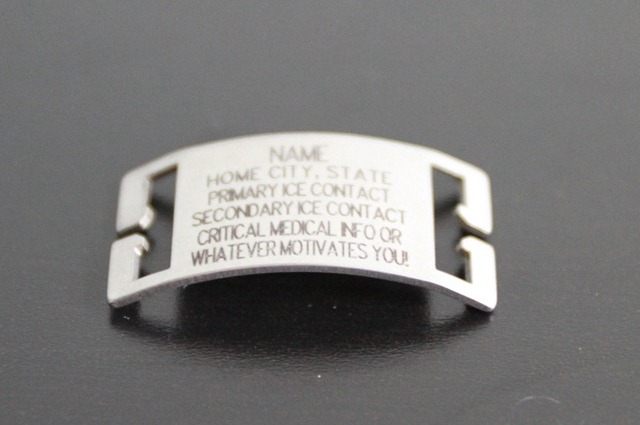 NAME
HOME CITY, STATE
PRIMARY ICE CONTACT
SECONDARY ICE CONTACT
CRITICAL MEDICAL INFO OR
WHATEVER MOTIVATES YOU!